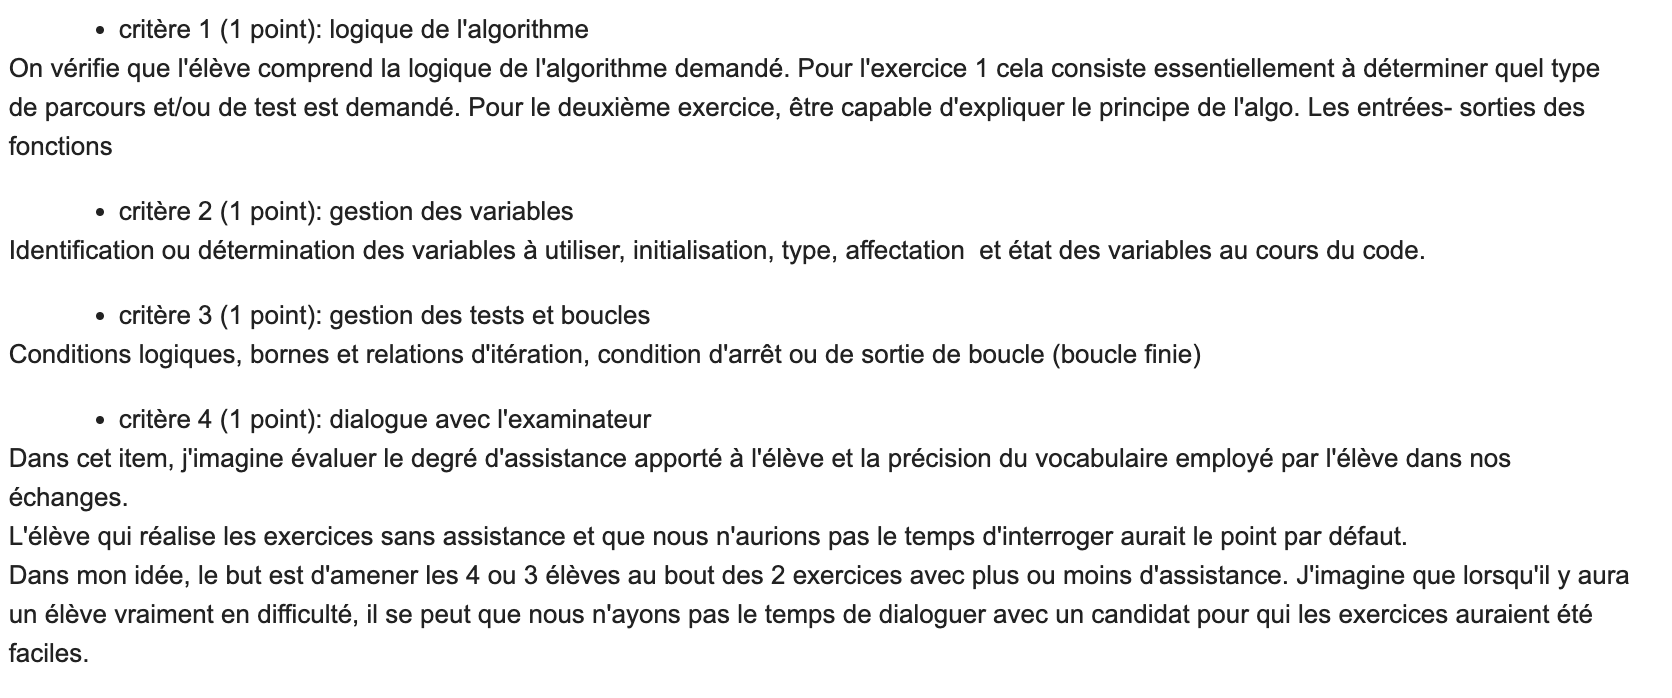 • critère 1 (1 point): logique de l'algorithme
On vérifie que l'élève comprend la logique de l'algorithme demandé. Pour l'exercice 1 cela consiste essentiellement à déterminer quel type
de parcours et/ou de test est demandé. Pour le deuxième exercice, être capable d'expliquer le principe de l'algo. Les entrées- sorties des
fonctions
• critère 2 (1 point): gestion des variables
Identification ou détermination des variables à utiliser, initialisation, type, affectation  et état des variables au cours du code.
• critère 3 (1 point): gestion des tests et boucles
Conditions logiques, bornes et relations d'itération, condition d'arrêt ou de sortie de boucle (boucle finie)
• critère 4 (1 point): dialogue avec l'examinateur
Dans cet item, j'imagine évaluer le degré d'assistance apporté à l'élève et la précision du vocabulaire employé par l'élève dans nos
échanges.
L'élève qui réalise les exercices sans assistance et que nous n'aurions pas le temps d'interroger aurait le point par défaut.
Dans mon idée, le but est d'amener les 4 ou 3 élèves au bout des 2 exercices avec plus ou moins d'assistance. J'imagine que lorsqu'il y aura
un élève vraiment en difficulté, il se peut que nous n'ayons pas le temps de dialoguer avec un candidat pour qui les exercices auraient été
faciles.